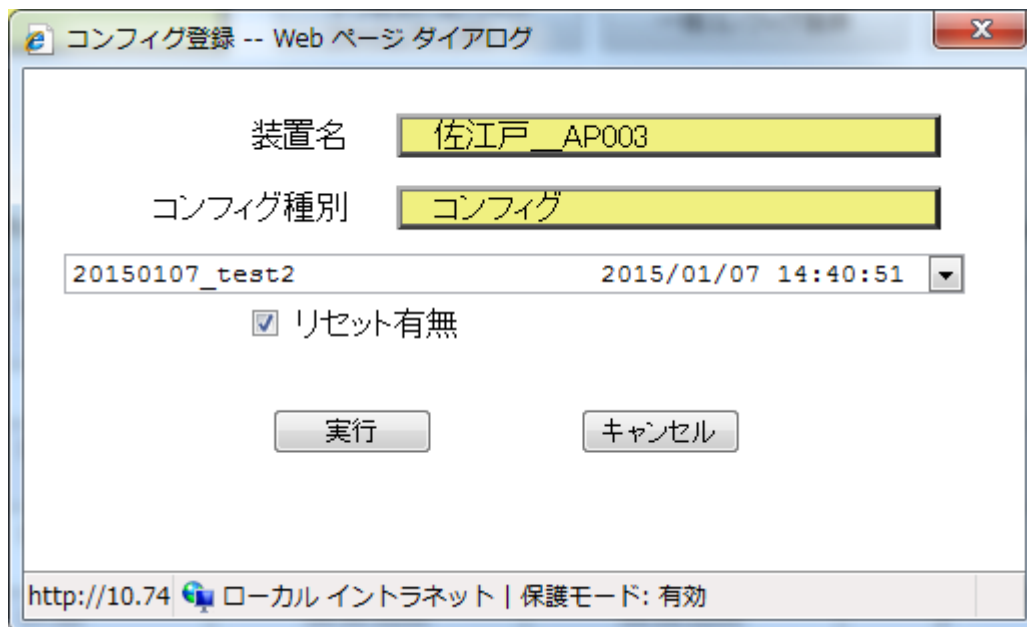 コンフィグ登録 -- Web ページ ダイアログ
装置名 佐江戸__AP003
コンフィグ種別 コンフィグ
20150107_test2 2015/01/07 14:40:51
リセット有無
実行 キャンセル
http://10.74 ローカル イントラネット | 保護モード: 有効